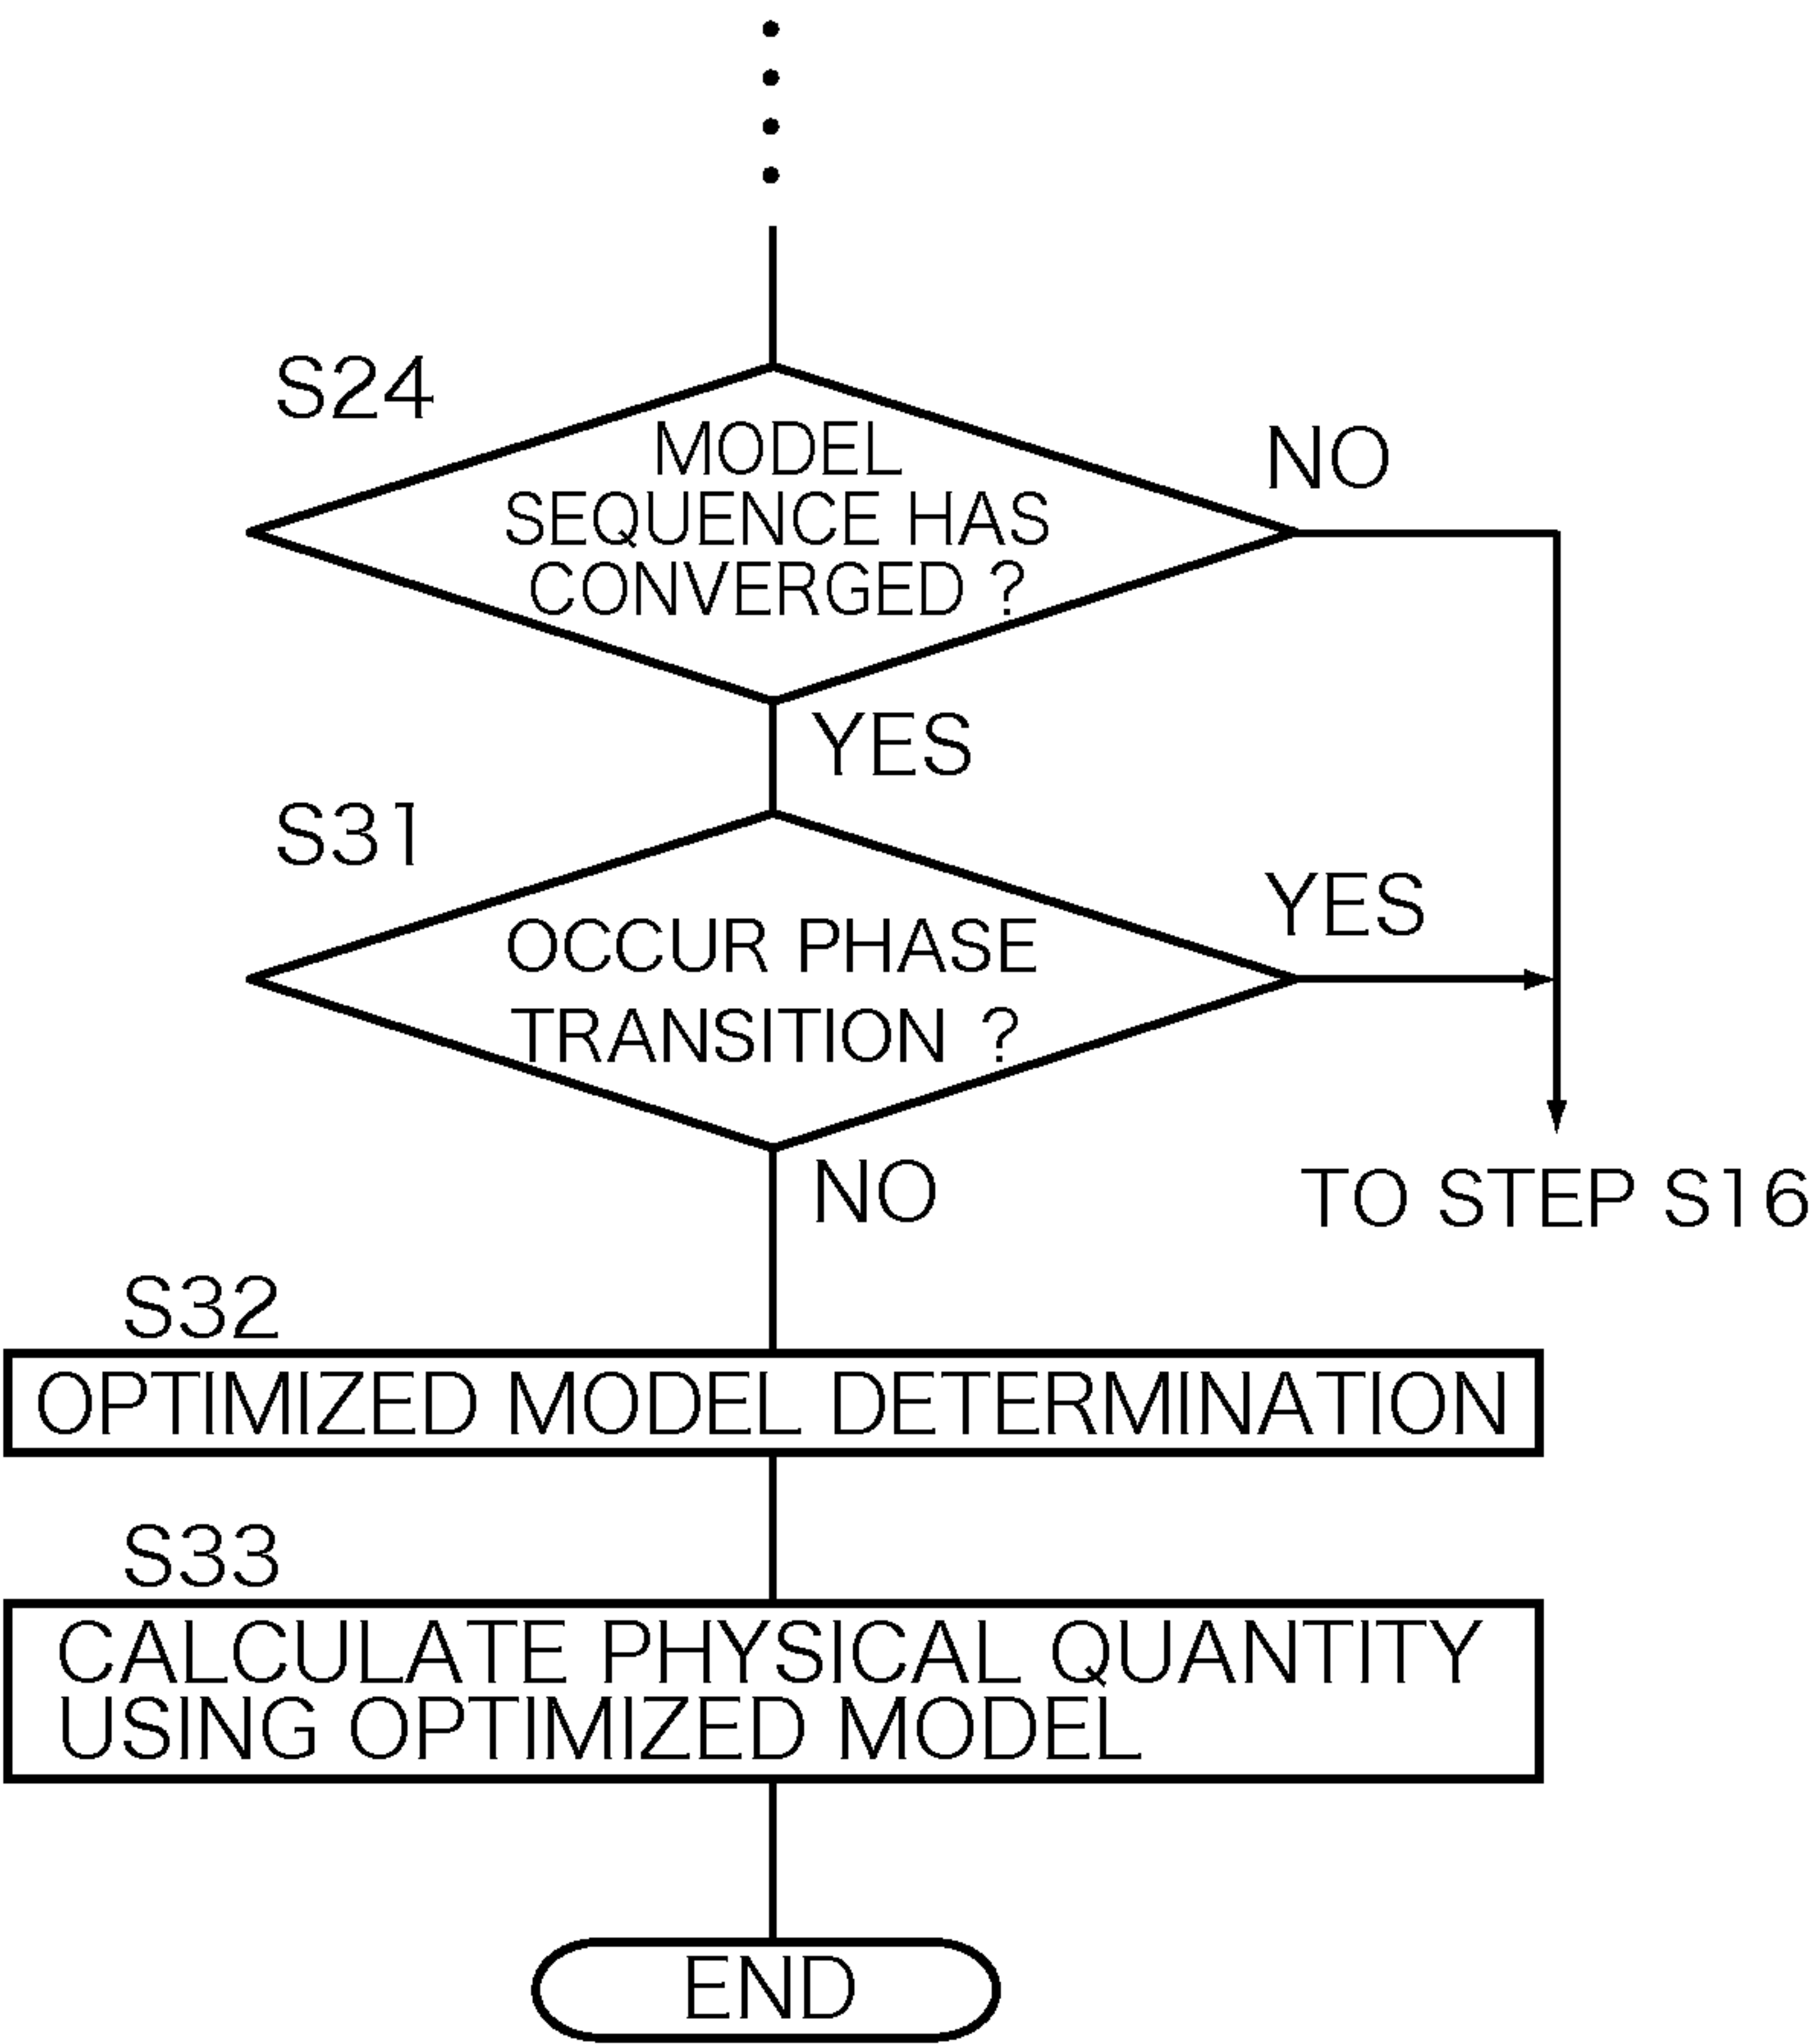 S24
MODEL
SEQUENCE HAS
CONVERGED ?
NO
YES
S31
OCCUR PHASE
TRANSITION ?
YES
NO
TO STEP S16
S32
OPTIMIZED MODEL DETERMINATION
S33
CALCULATE PHYSICAL QUANTITY
USING OPTIMIZED MODEL
END